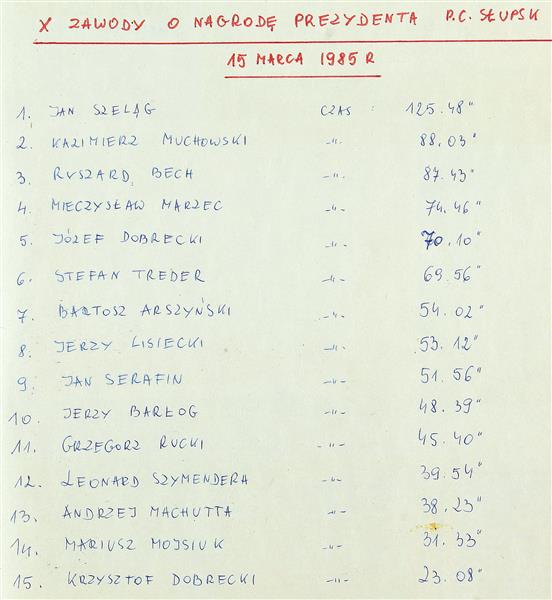 X ZAWODY O NAGRODĘ PREZYDENTA P.C. SŁUPSK
15 MARCA 1985 R
1. JAN SZELĄG CZAS : 125.48"
2. KAZIMIERZ MUCHOWSKI -"- 88.03"
3. RYSZARD BECH -"- 87.43"
4. MIECZYSŁAW MARZEC -"- 74.46"
5. JÓZEF DOBRECKI -"- 70.10"
6. STEFAN TREDER -"- 69.56"
7. BARTOSZ ARSZYŃSKI -"- 54.02"
8. JERZY LISIECKI -"- 53.12"
9. JAN SERAFIN -"- 51.56"
10. JERZY BARŁOG -"- 48.39"
11. GRZEGORZ RUCKI -"- 45.40"
12. LEONARD SZYMENDERA -"- 39.54"
13. ANDRZEJ MACHUTTA -"- 38.23"
14. MARIUSZ MOJSIUK -"- 31.33"
15. KRZYSZTOF DOBRECKI -"- 23.08"